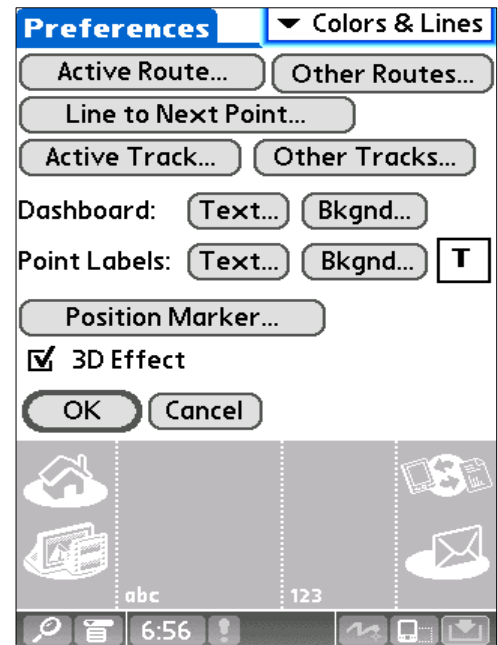 Preferences ▼ Colors & Lines
Active Route... Other Routes...
Line to Next Point...
Active Track... Other Tracks...
Dashboard: Text... Bkgnd...
Point Labels: Text... Bkgnd... T
Position Marker...
3D Effect
OK Cancel
abc 123
6:56